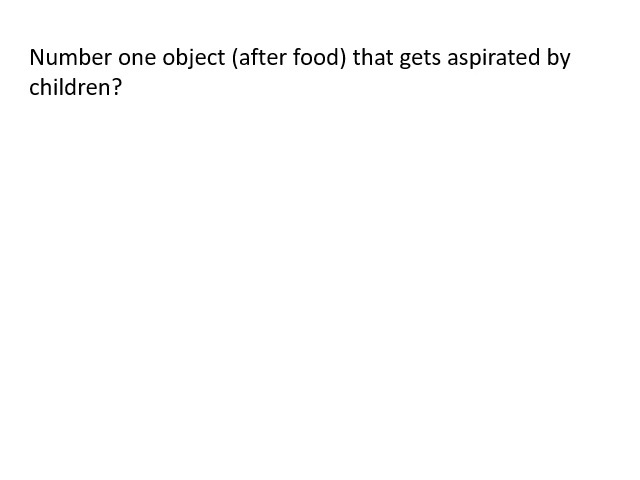 Number one object (after food) that gets aspirated by
children?